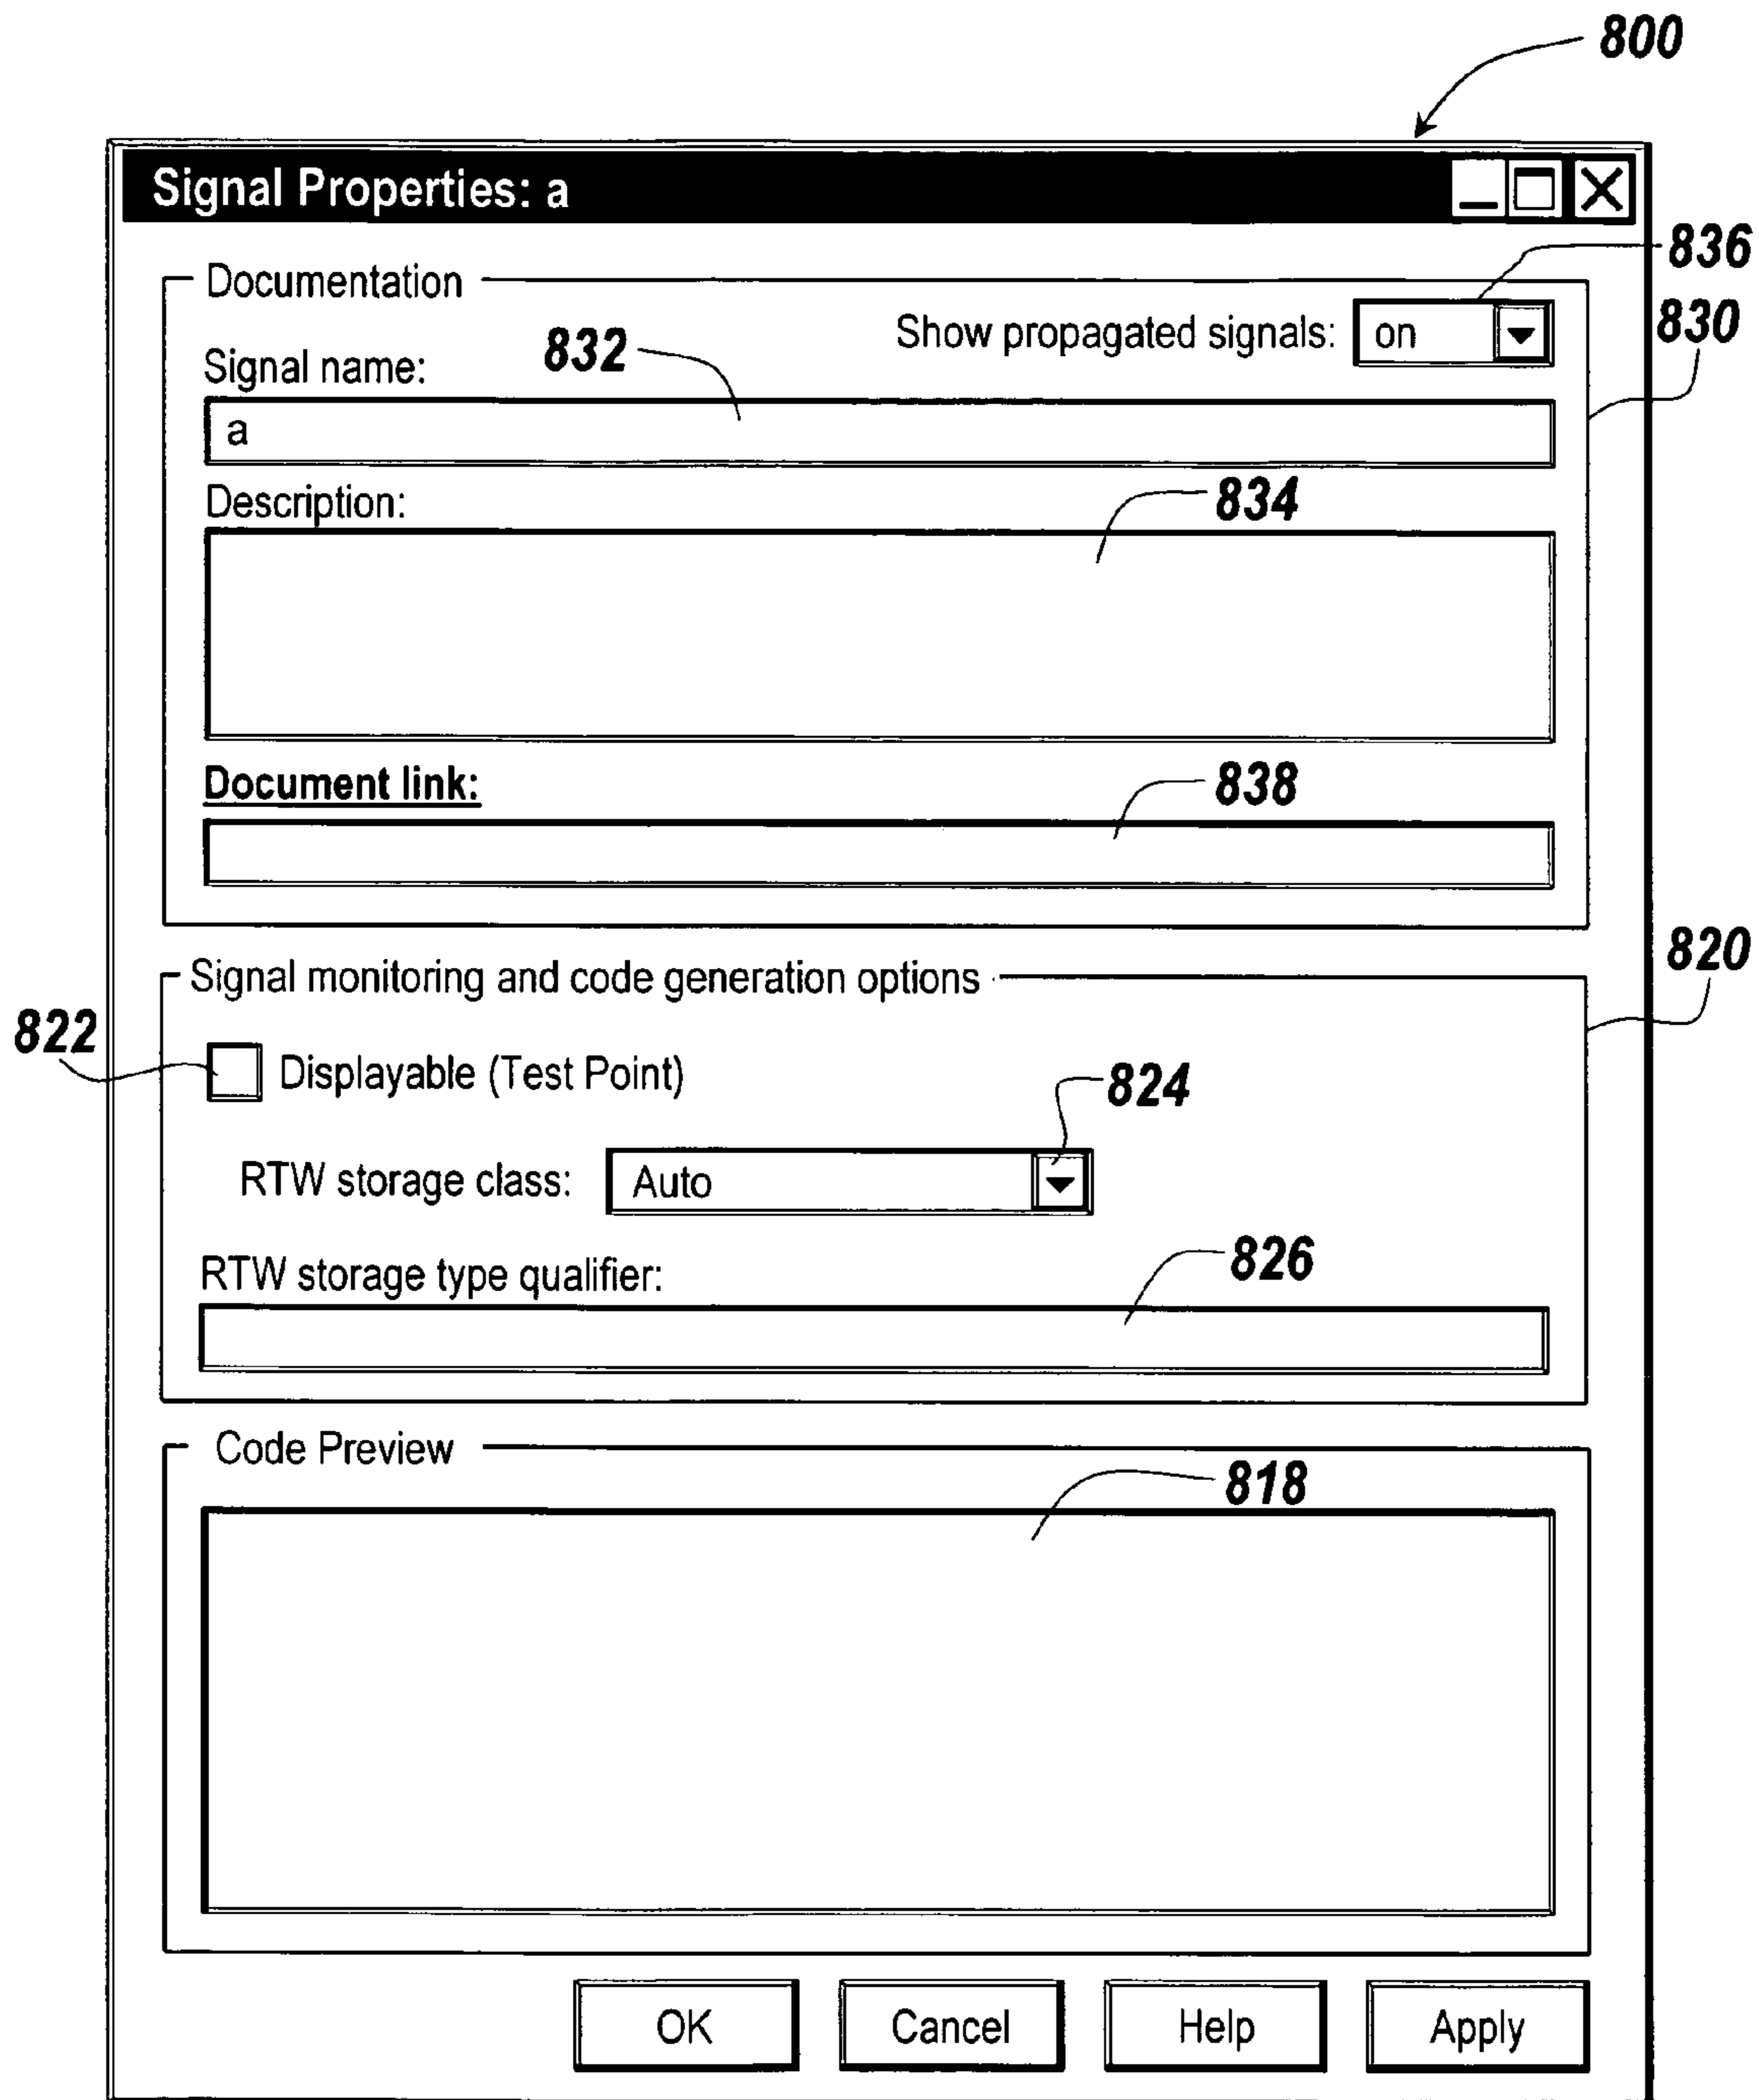 800
Signal Properties: a
836
Documentation
Show propagated signals: on
830
Signal name:
832
a
Description:
834
Document link:
838
820
Signal monitoring and code generation options
822
Displayable (Test Point)
824
RTW storage class: Auto
RTW storage type qualifier:
826
Code Preview
818
OK Cancel Help Apply